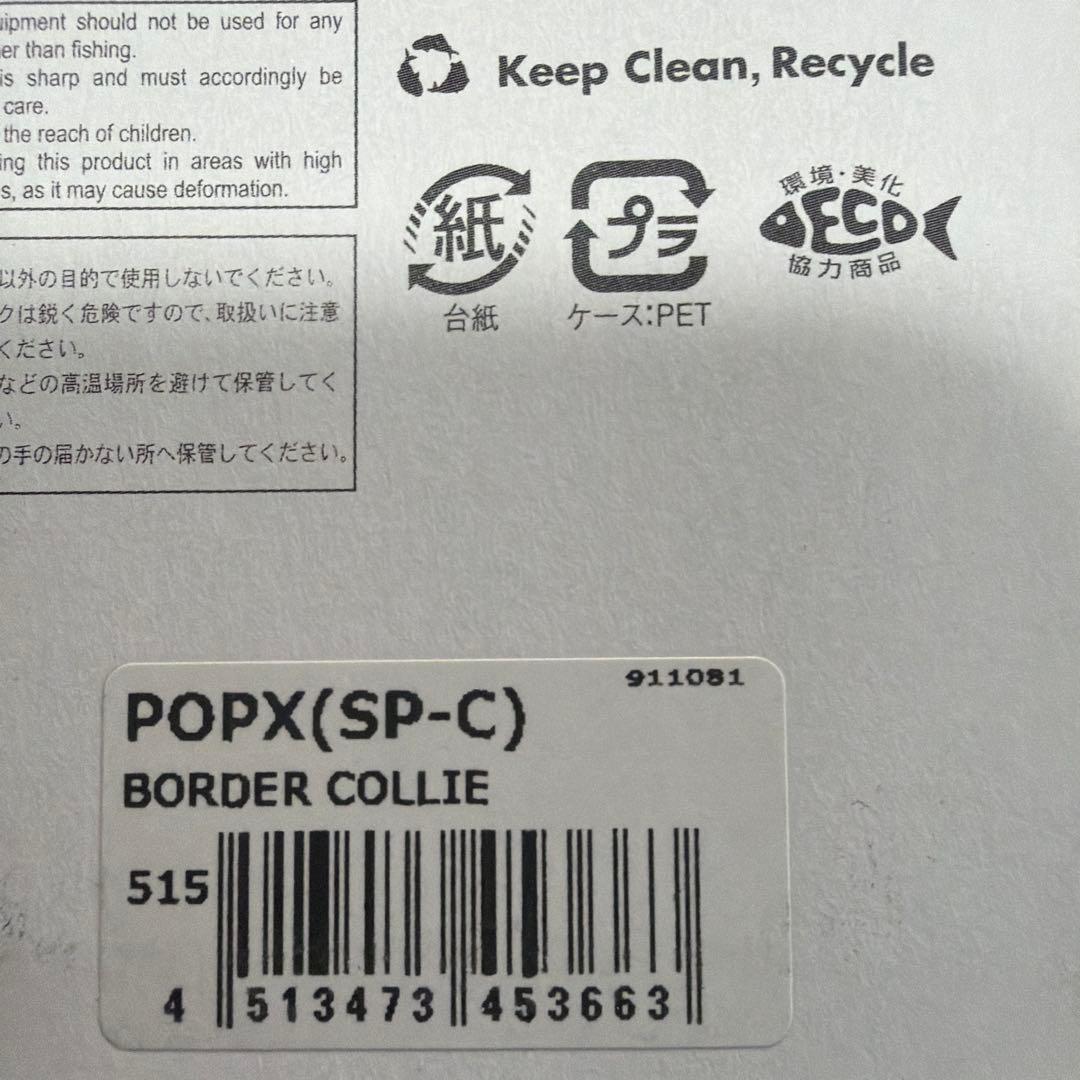 uipment should not be used for any
er than fishing.
is sharp and must accordingly be
care.
the reach of children.
ing this product in areas with high
s, as it may cause deformation.
以外の目的で使用しないでください。
クは鋭く危険ですので、取扱いに注意
ください。
などの高温場所を避けて保管してく
い。
の手の届かない所へ保管してください。
Keep Clean, Recycle
紙
台紙
プラ
ケース:PET
環境・美化
ECO
協力商品
911081
POPX(SP-C)
BORDER COLLIE
515
4 513473 453663